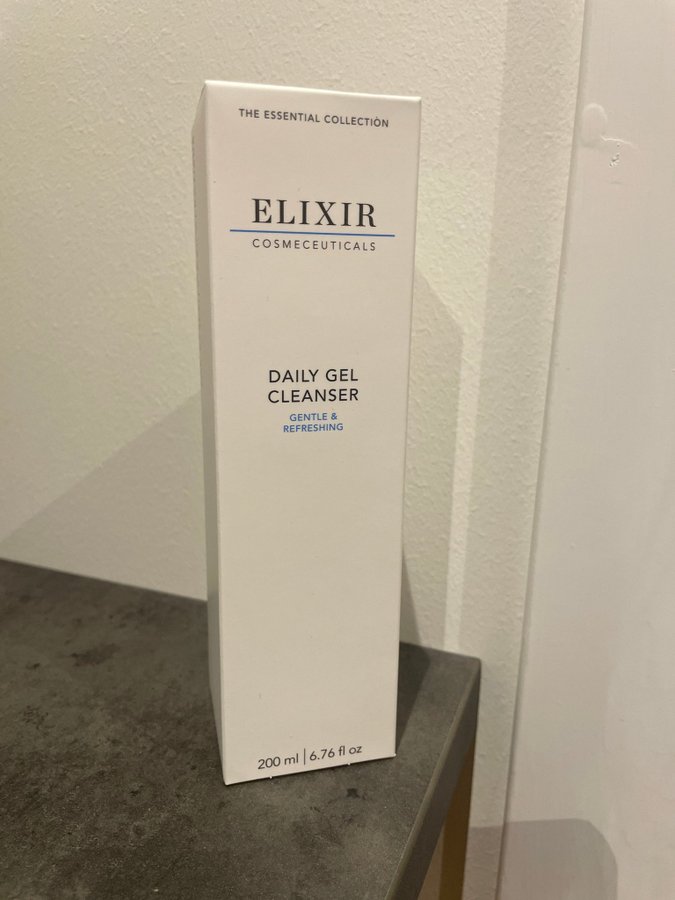 THE ESSENTIAL COLLECTION
ELIXIR
COSMECEUTICALS
DAILY GEL
CLEANSER
GENTLE &
REFRESHING
200 ml | 6.76 fl oz